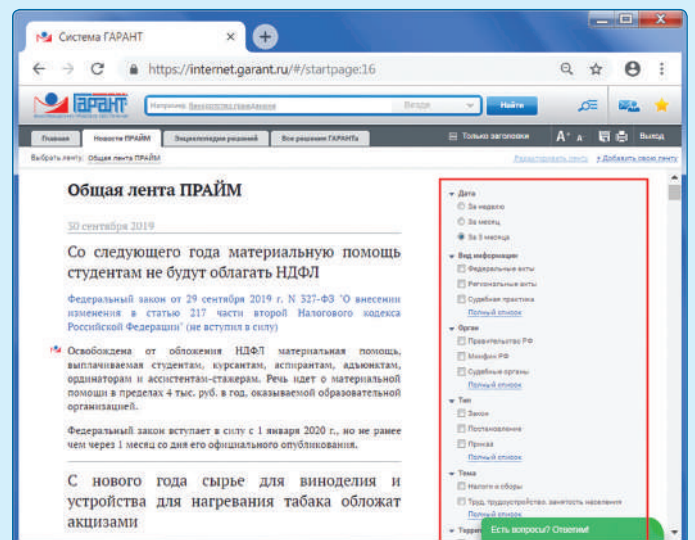 Система ГАРАНТ
https://internet.garant.ru/#/startpage:16
ГАРАНТ
Например, Банкротство гражданина
Везде
Найти
Главная
Новости ПРАЙМ
Энциклопедия решений
Все решения ГАРАНТа
Только заголовки
А+ А-
Выход
Выбрать ленту: Общая лента ПРАЙМ
Редактировать ленту
+ Добавить свою ленту
Общая лента ПРАЙМ
30 сентября 2019
Со следующего года материальную помощь
студентам не будут облагать НДФЛ
Федеральный закон от 29 сентября 2019 г. N 327-ФЗ "О внесении
изменения в статью 217 части второй Налогового кодекса
Российской Федерации" (не вступил в силу)
Освобождена от обложения НДФЛ материальная помощь,
выплачиваемая студентам, курсантам, аспирантам, адъюнктам,
ординаторам и ассистентам-стажерам. Речь идет о материальной
помощи в пределах 4 тыс. руб. в год, оказываемой образовательной
организацией.
Федеральный закон вступает в силу с 1 января 2020 г., но не ранее
чем через 1 месяц со дня его официального опубликования.
С нового года сырье для виноделия и
устройства для нагревания табака обложат
акцизами
Дата
За неделю
За месяц
За 3 месяца
Вид информации
Федеральные акты
Региональные акты
Судебная практика
Полный список
Орган
Правительство РФ
Минфин РФ
Судебные органы
Полный список
Тип
Закон
Постановление
Приказ
Полный список
Тема
Налоги и сборы
Труд, трудоустройство, занятость населения
Полный список
Есть вопросы? Ответим!